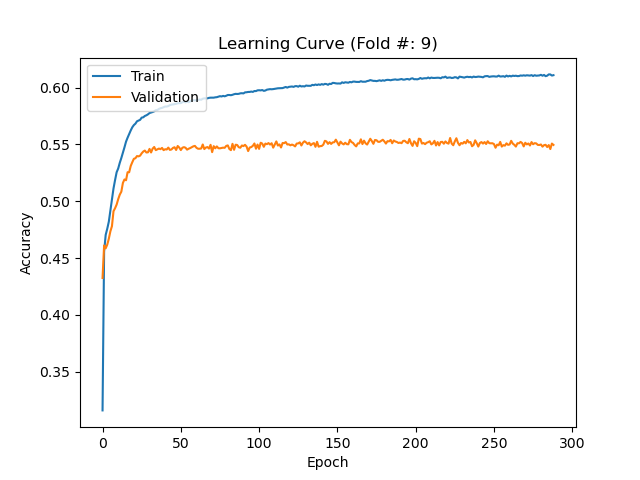 Learning Curve (Fold #: 9)
Train
Validation
0.60
0.55
0.50
0.45
0.40
0.35
Accuracy
0 50 100 150 200 250 300
Epoch